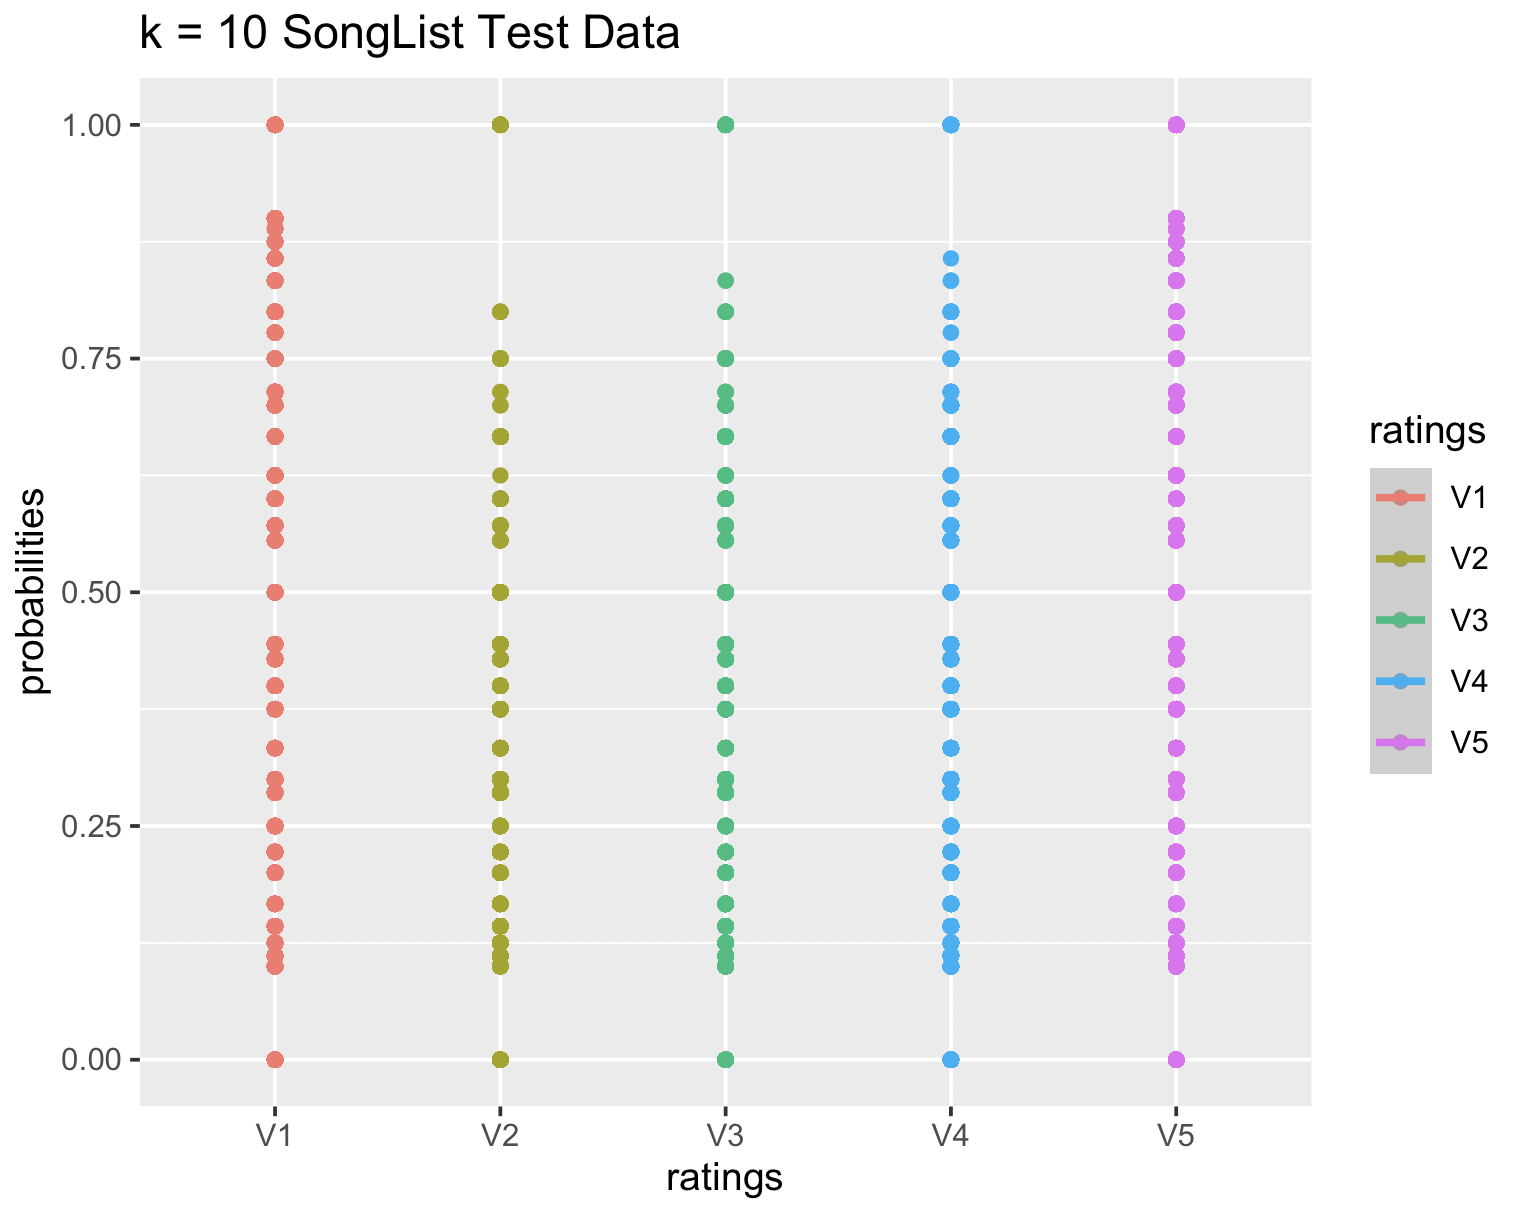 k = 10 SongList Test Data
1.00
0.75
0.50
0.25
0.00
probabilities
V1 V2 V3 V4 V5
ratings
ratings
V1
V2
V3
V4
V5